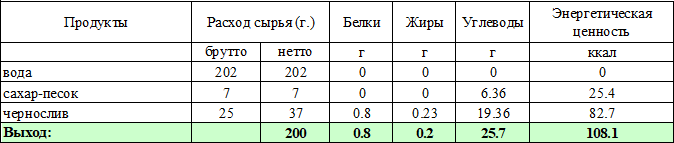 Продукты Расход сырья (г.) Белки Жиры Углеводы Энергетическая ценность
брутто нетто г г г ккал
вода 202 202 0 0 0 0
сахар-песок 7 7 0 0 6.36 25.4
чернослив 25 37 0.8 0.23 19.36 82.7
Выход: 200 0.8 0.2 25.7 108.1